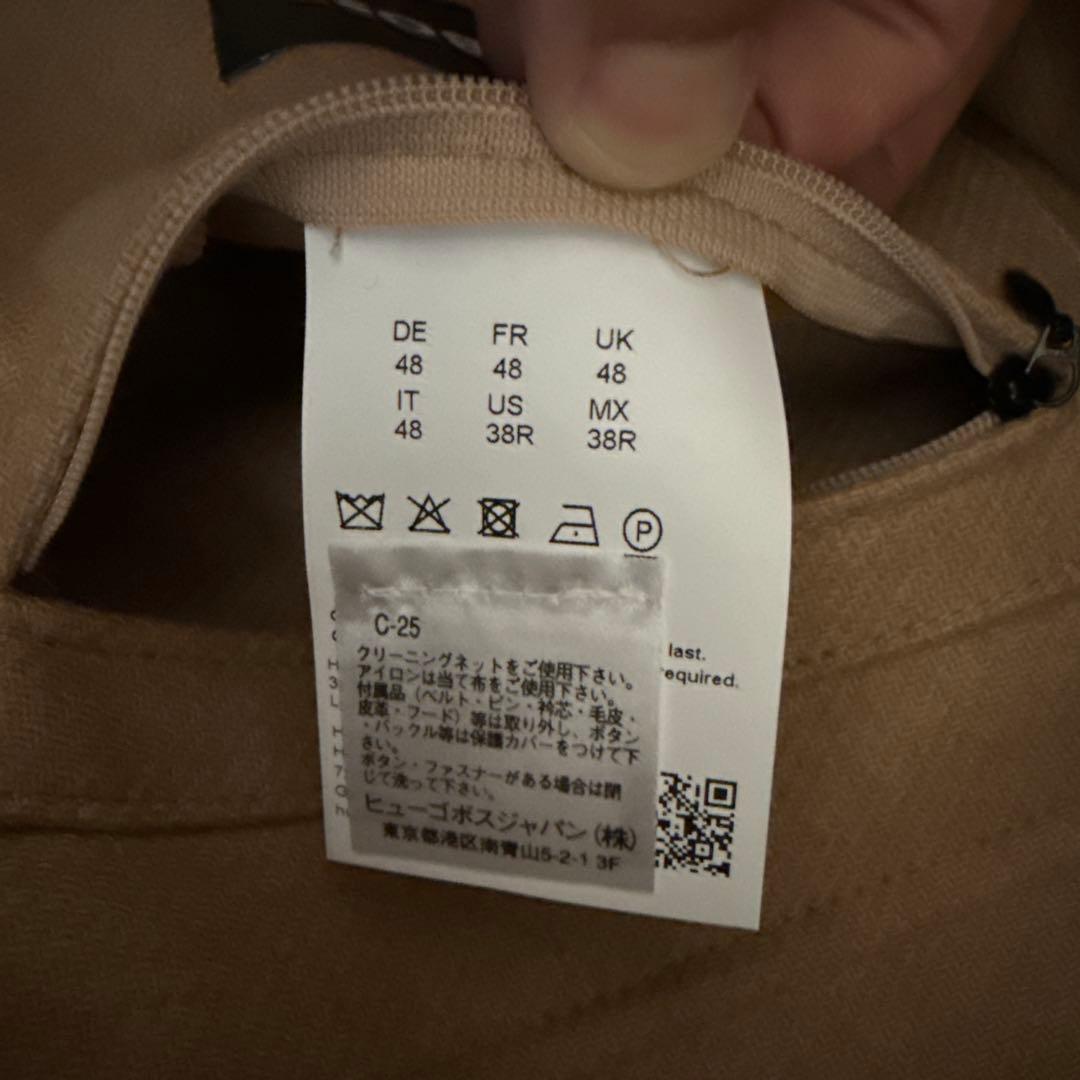 DE FR UK
48 48 48
IT US MX
48 38R 38R
P
C-25
last.
クリーニングネットをご使用下さい。
equired.
アイロンは当て布をご使用下さい。
付属品（ベルト・ピン・衿芯・毛皮・
皮革・フード）等は取り外し、ボタン
・バックル等は保護カバーをつけて下
さい。
ボタン・ファスナーがある場合は閉
じて洗って下さい。
ヒューゴボスジャパン（株）
東京都港区南青山5-2-1 3F